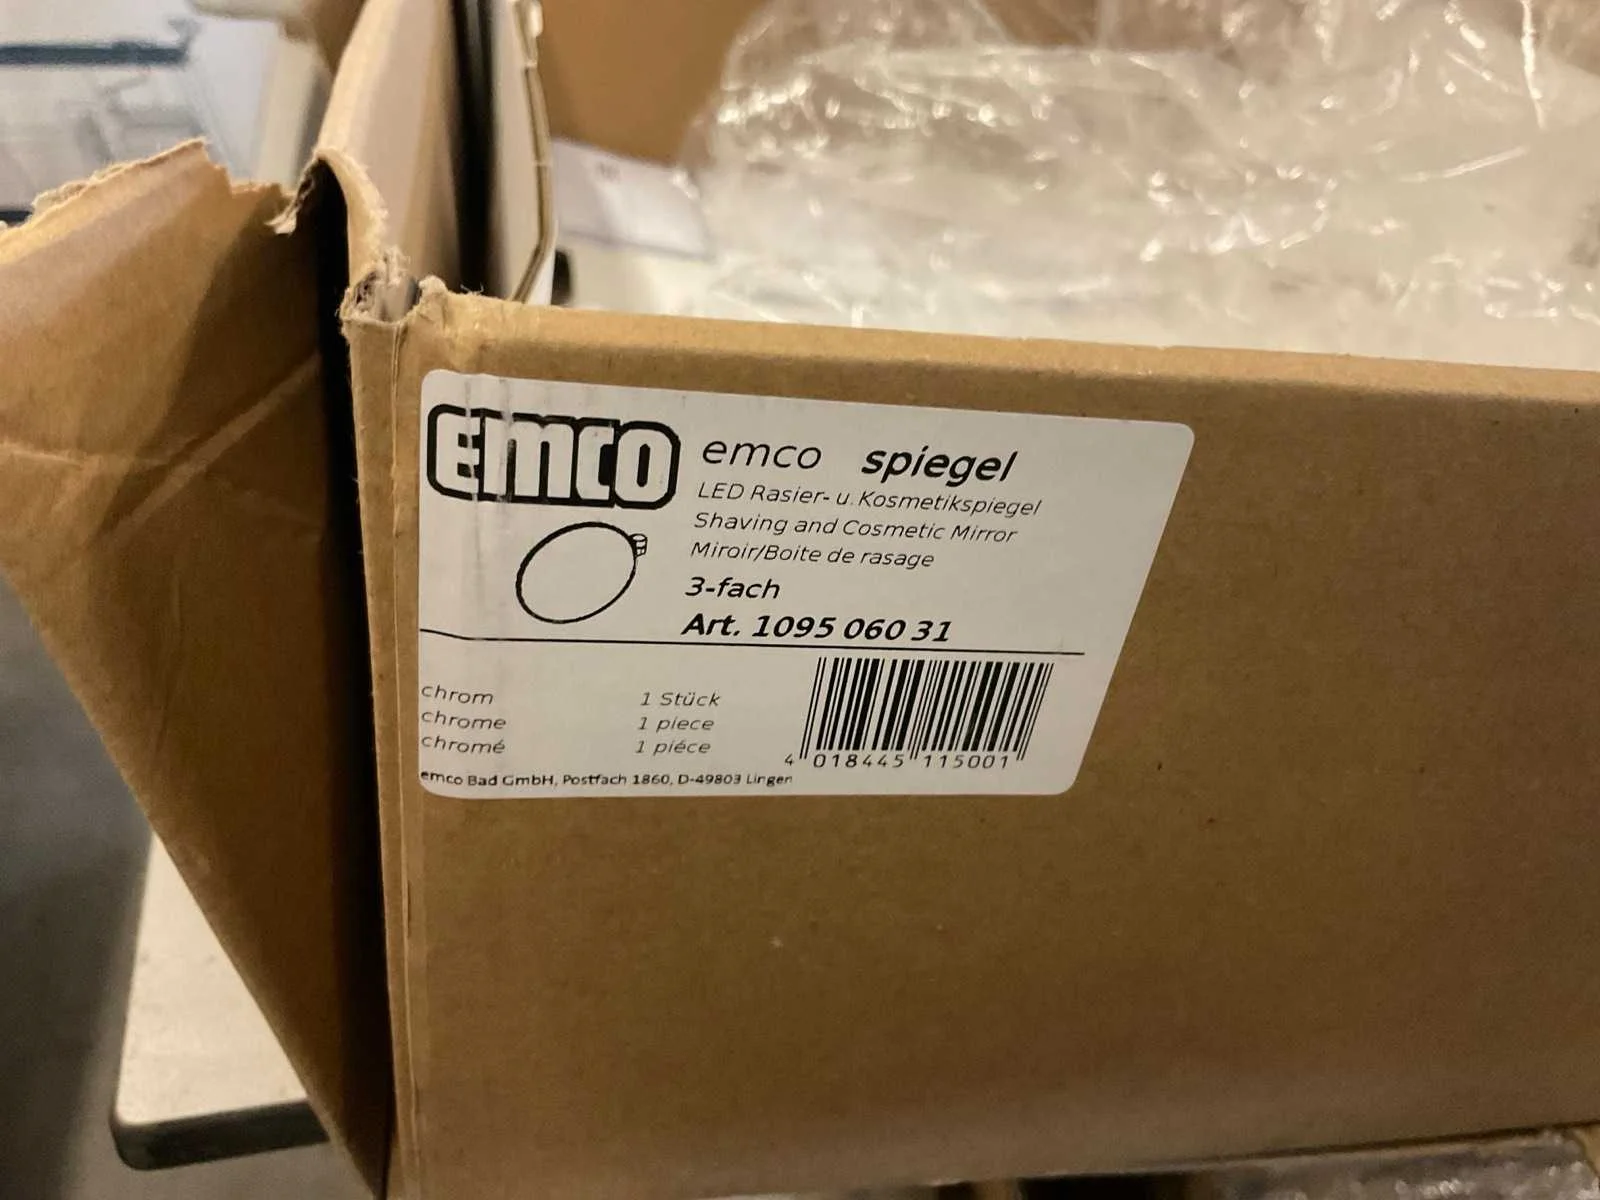 EMCO
emco spiegel
LED Rasier- u. Kosmetikspiegel
Shaving and Cosmetic Mirror
Miroir/Boite de rasage
3-fach
Art. 1095 060 31
chrom 1 Stück
chrome 1 piece
chromé 1 piéce
4 018445 115001
emco Bad GmbH, Postfach 1860, D-49803 Lingen